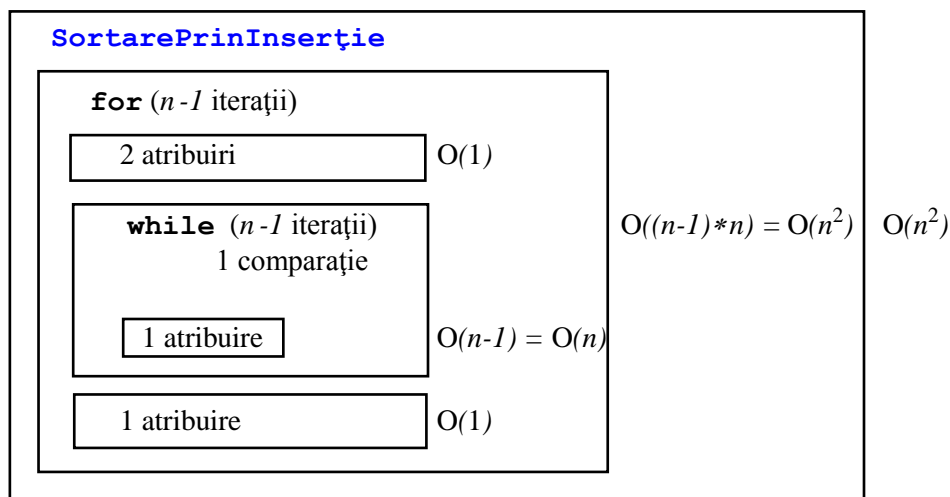 SortarePrinInserţie
for (n-1 iteraţii)
2 atribuiri O(1)
while (n-1 iteraţii) O((n-1)*n) = O(n²) O(n²)
1 comparaţie
1 atribuire O(n-1) = O(n)
1 atribuire O(1)